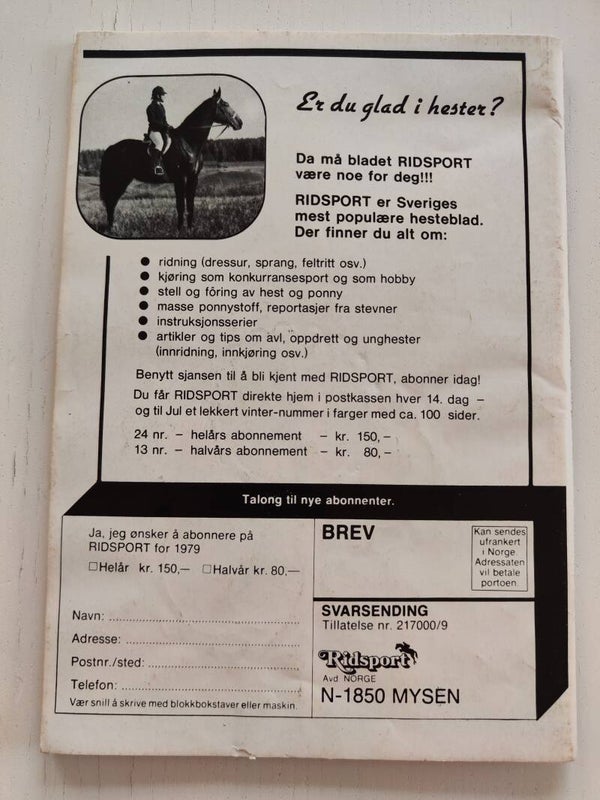 Er du glad i hester?
Da må bladet RIDSPORT
være noe for deg!!!
RIDSPORT er Sveriges
mest populære hesteblad.
Der finner du alt om:
● ridning (dressur, sprang, feltritt osv.)
● kjøring som konkurransesport og som hobby
● stell og fôring av hest og ponny
● masse ponnystoff, reportasjer fra stevner
● instruksjonsserier
● artikler og tips om avl, oppdrett og unghester
(innridning, innkjøring osv.)
Benytt sjansen til å bli kjent med RIDSPORT, abonner idag!
Du får RIDSPORT direkte hjem i postkassen hver 14. dag –
og til Jul et lekkert vinter-nummer i farger med ca. 100 sider.
24 nr. – helårs abonnement – kr. 150,–
13 nr. – halvårs abonnement – kr. 80,–
Talong til nye abonnenter.
Ja, jeg ønsker å abonnere på
RIDSPORT for 1979
☐ Helår kr. 150,— ☐ Halvår kr. 80,—
Navn:
Adresse:
Postnr./sted:
Telefon:
Vær snill å skrive med blokkbokstaver eller maskin.
BREV
Kan sendes
ufrankert
i Norge.
Adressaten
vil betale
portoen.
SVARSENDING
Tillatelse nr. 217000/9
Ridsport
Avd. NORGE
N-1850 MYSEN